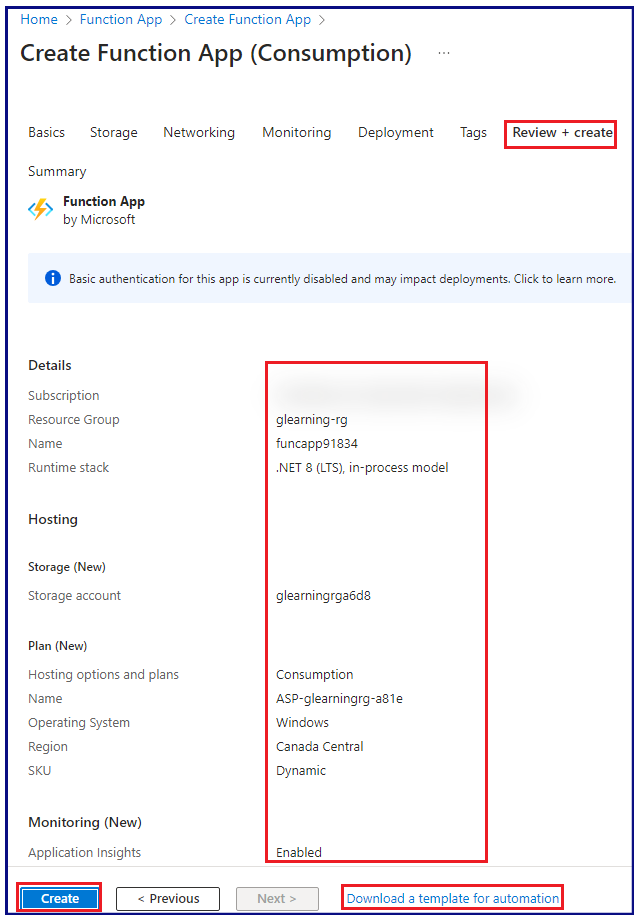 Home > Function App > Create Function App >
Create Function App (Consumption) ...
Basics Storage Networking Monitoring Deployment Tags Review + create
Summary
Function App
by Microsoft
Basic authentication for this app is currently disabled and may impact deployments. Click to learn more.
Details
Subscription
Resource Group glearning-rg
Name funcapp91834
Runtime stack .NET 8 (LTS), in-process model
Hosting
Storage (New)
Storage account glearningrga6d8
Plan (New)
Hosting options and plans Consumption
Name ASP-glearningrg-a81e
Operating System Windows
Region Canada Central
SKU Dynamic
Monitoring (New)
Application Insights Enabled
Create < Previous Next > Download a template for automation